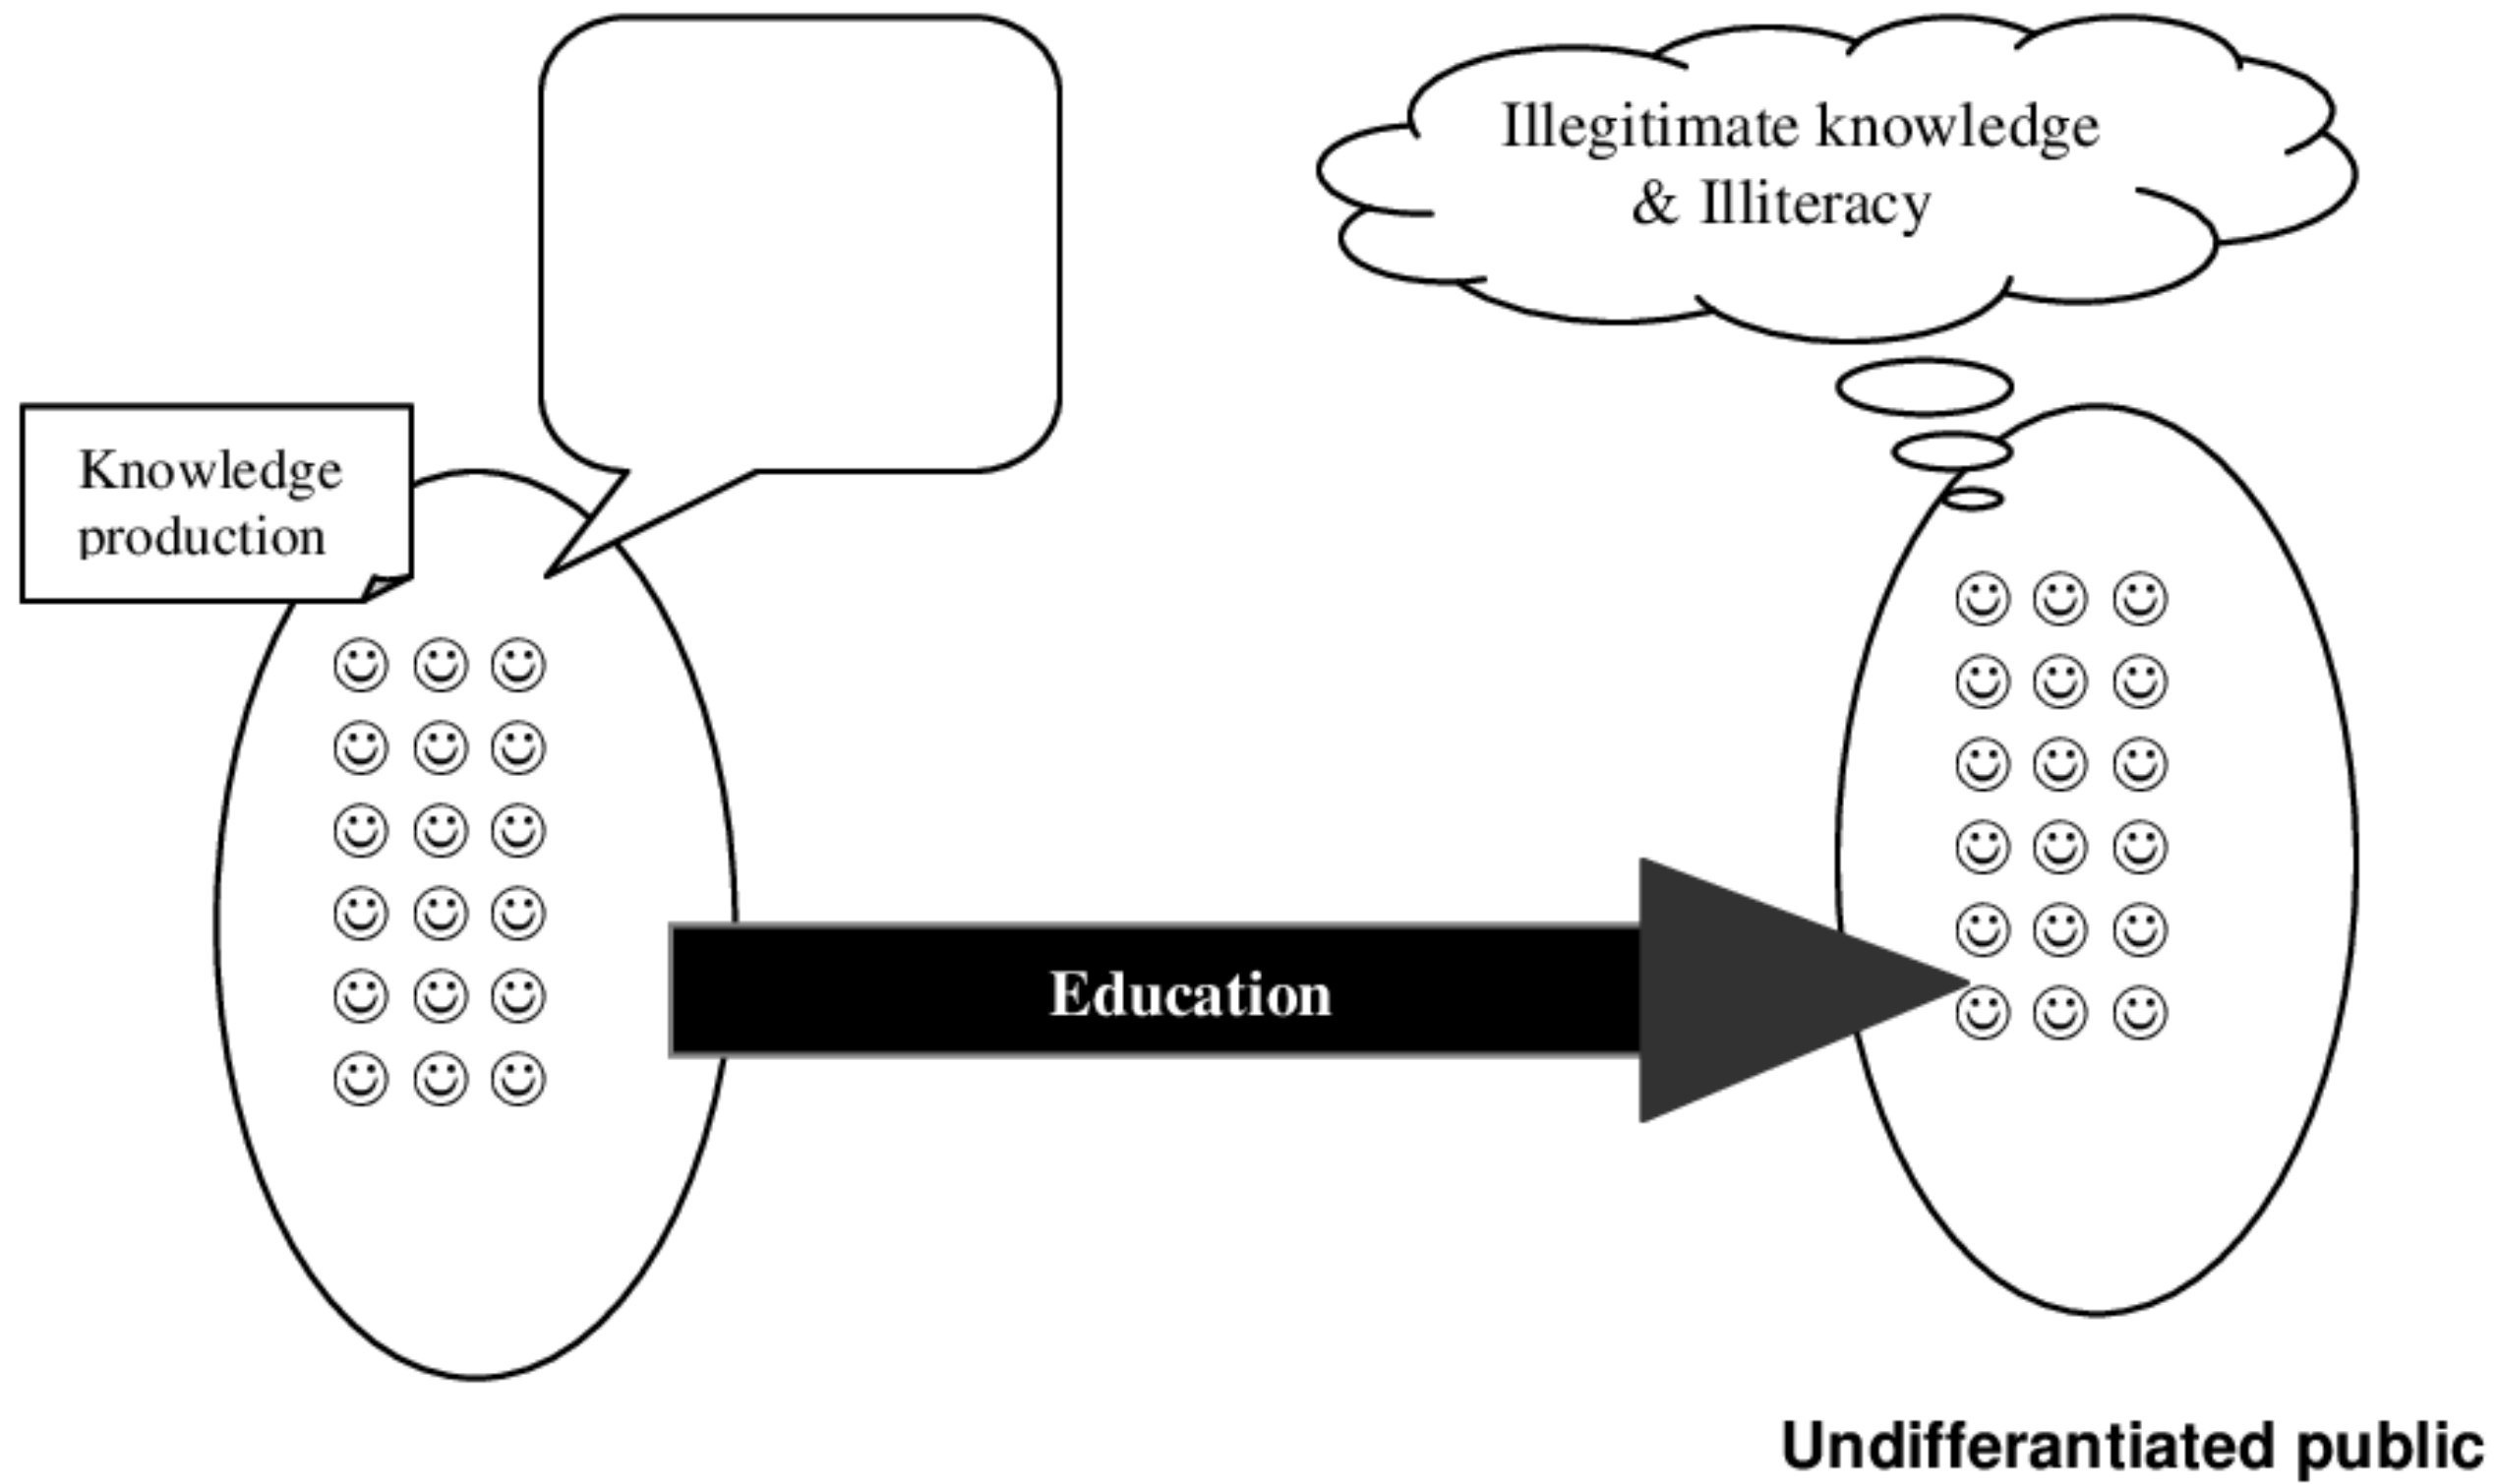 Illegitimate knowledge
& Illiteracy
Knowledge
production
Education
Undifferantiated public